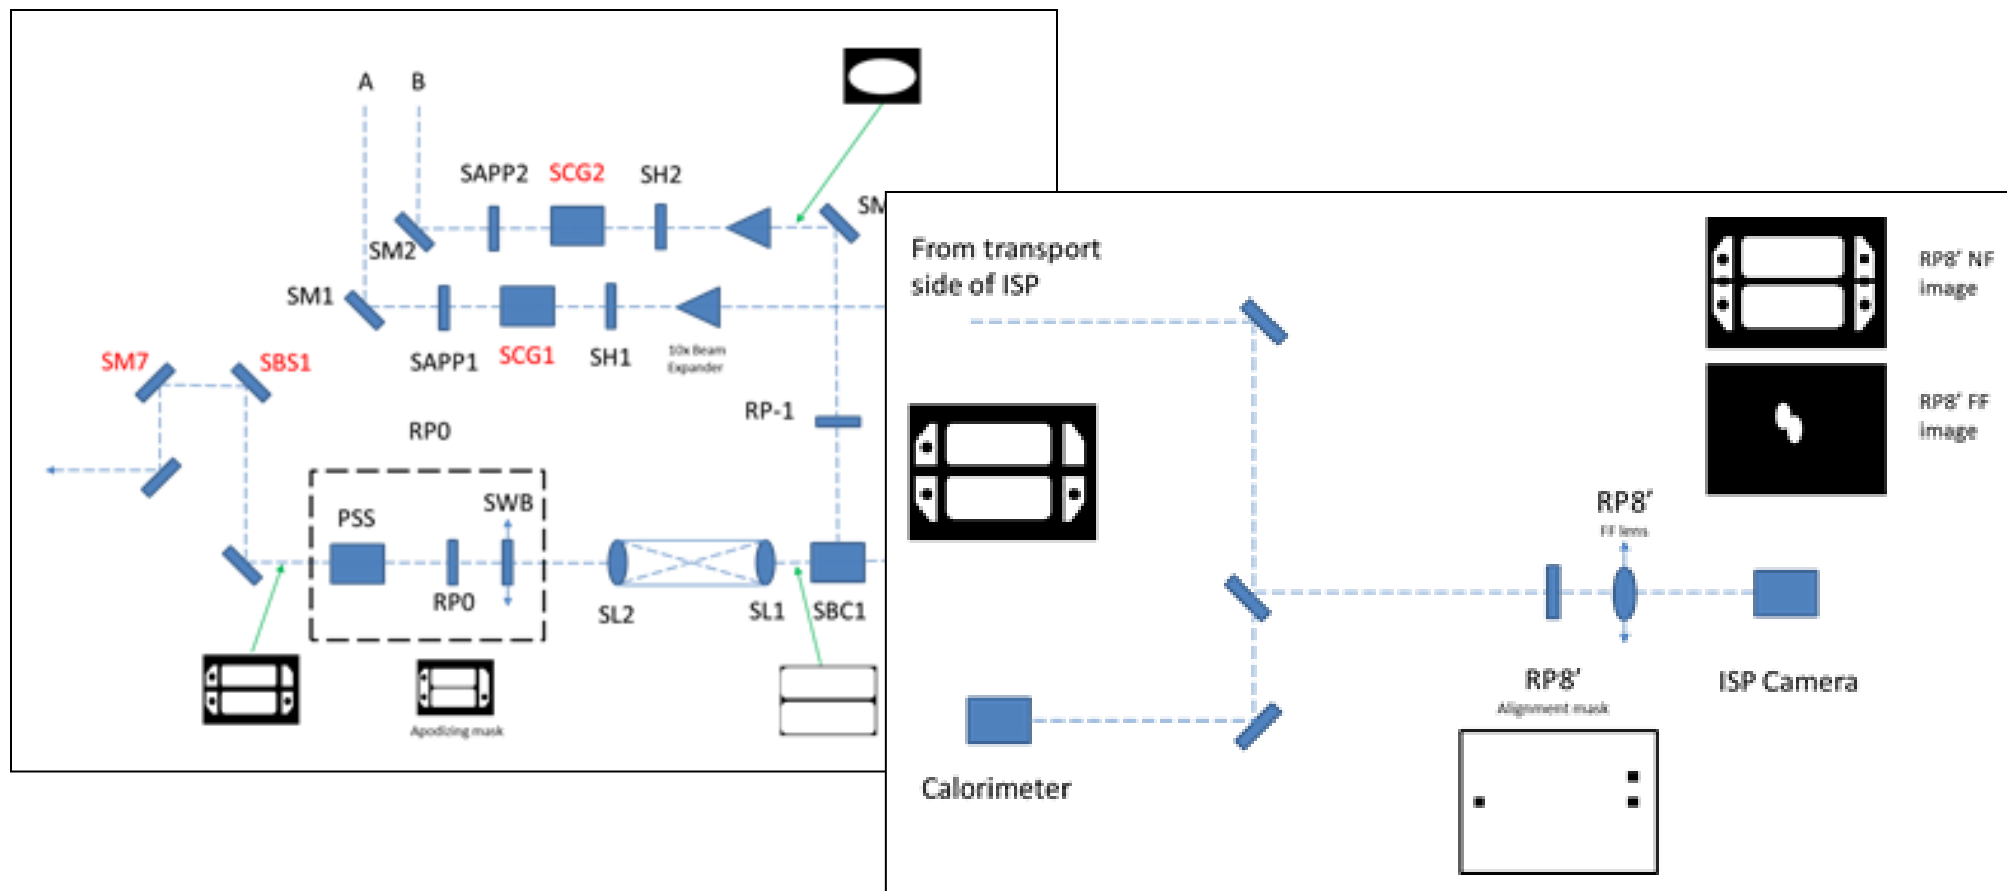 A
B
SAPP2
SCG2
SH2
SM2
SM
SM1
SAPP1
SCG1
SH1
10x Beam
Expander
SM7
SBS1
RP-1
RP0
SWB
PSS
RP0
SL2
SL1
SBC1
Apodizing mask
From transport
side of ISP
RP8’ NF
image
RP8’ FF
image
RP8’
FF lens
RP8’
Alignment mask
ISP Camera
Calorimeter